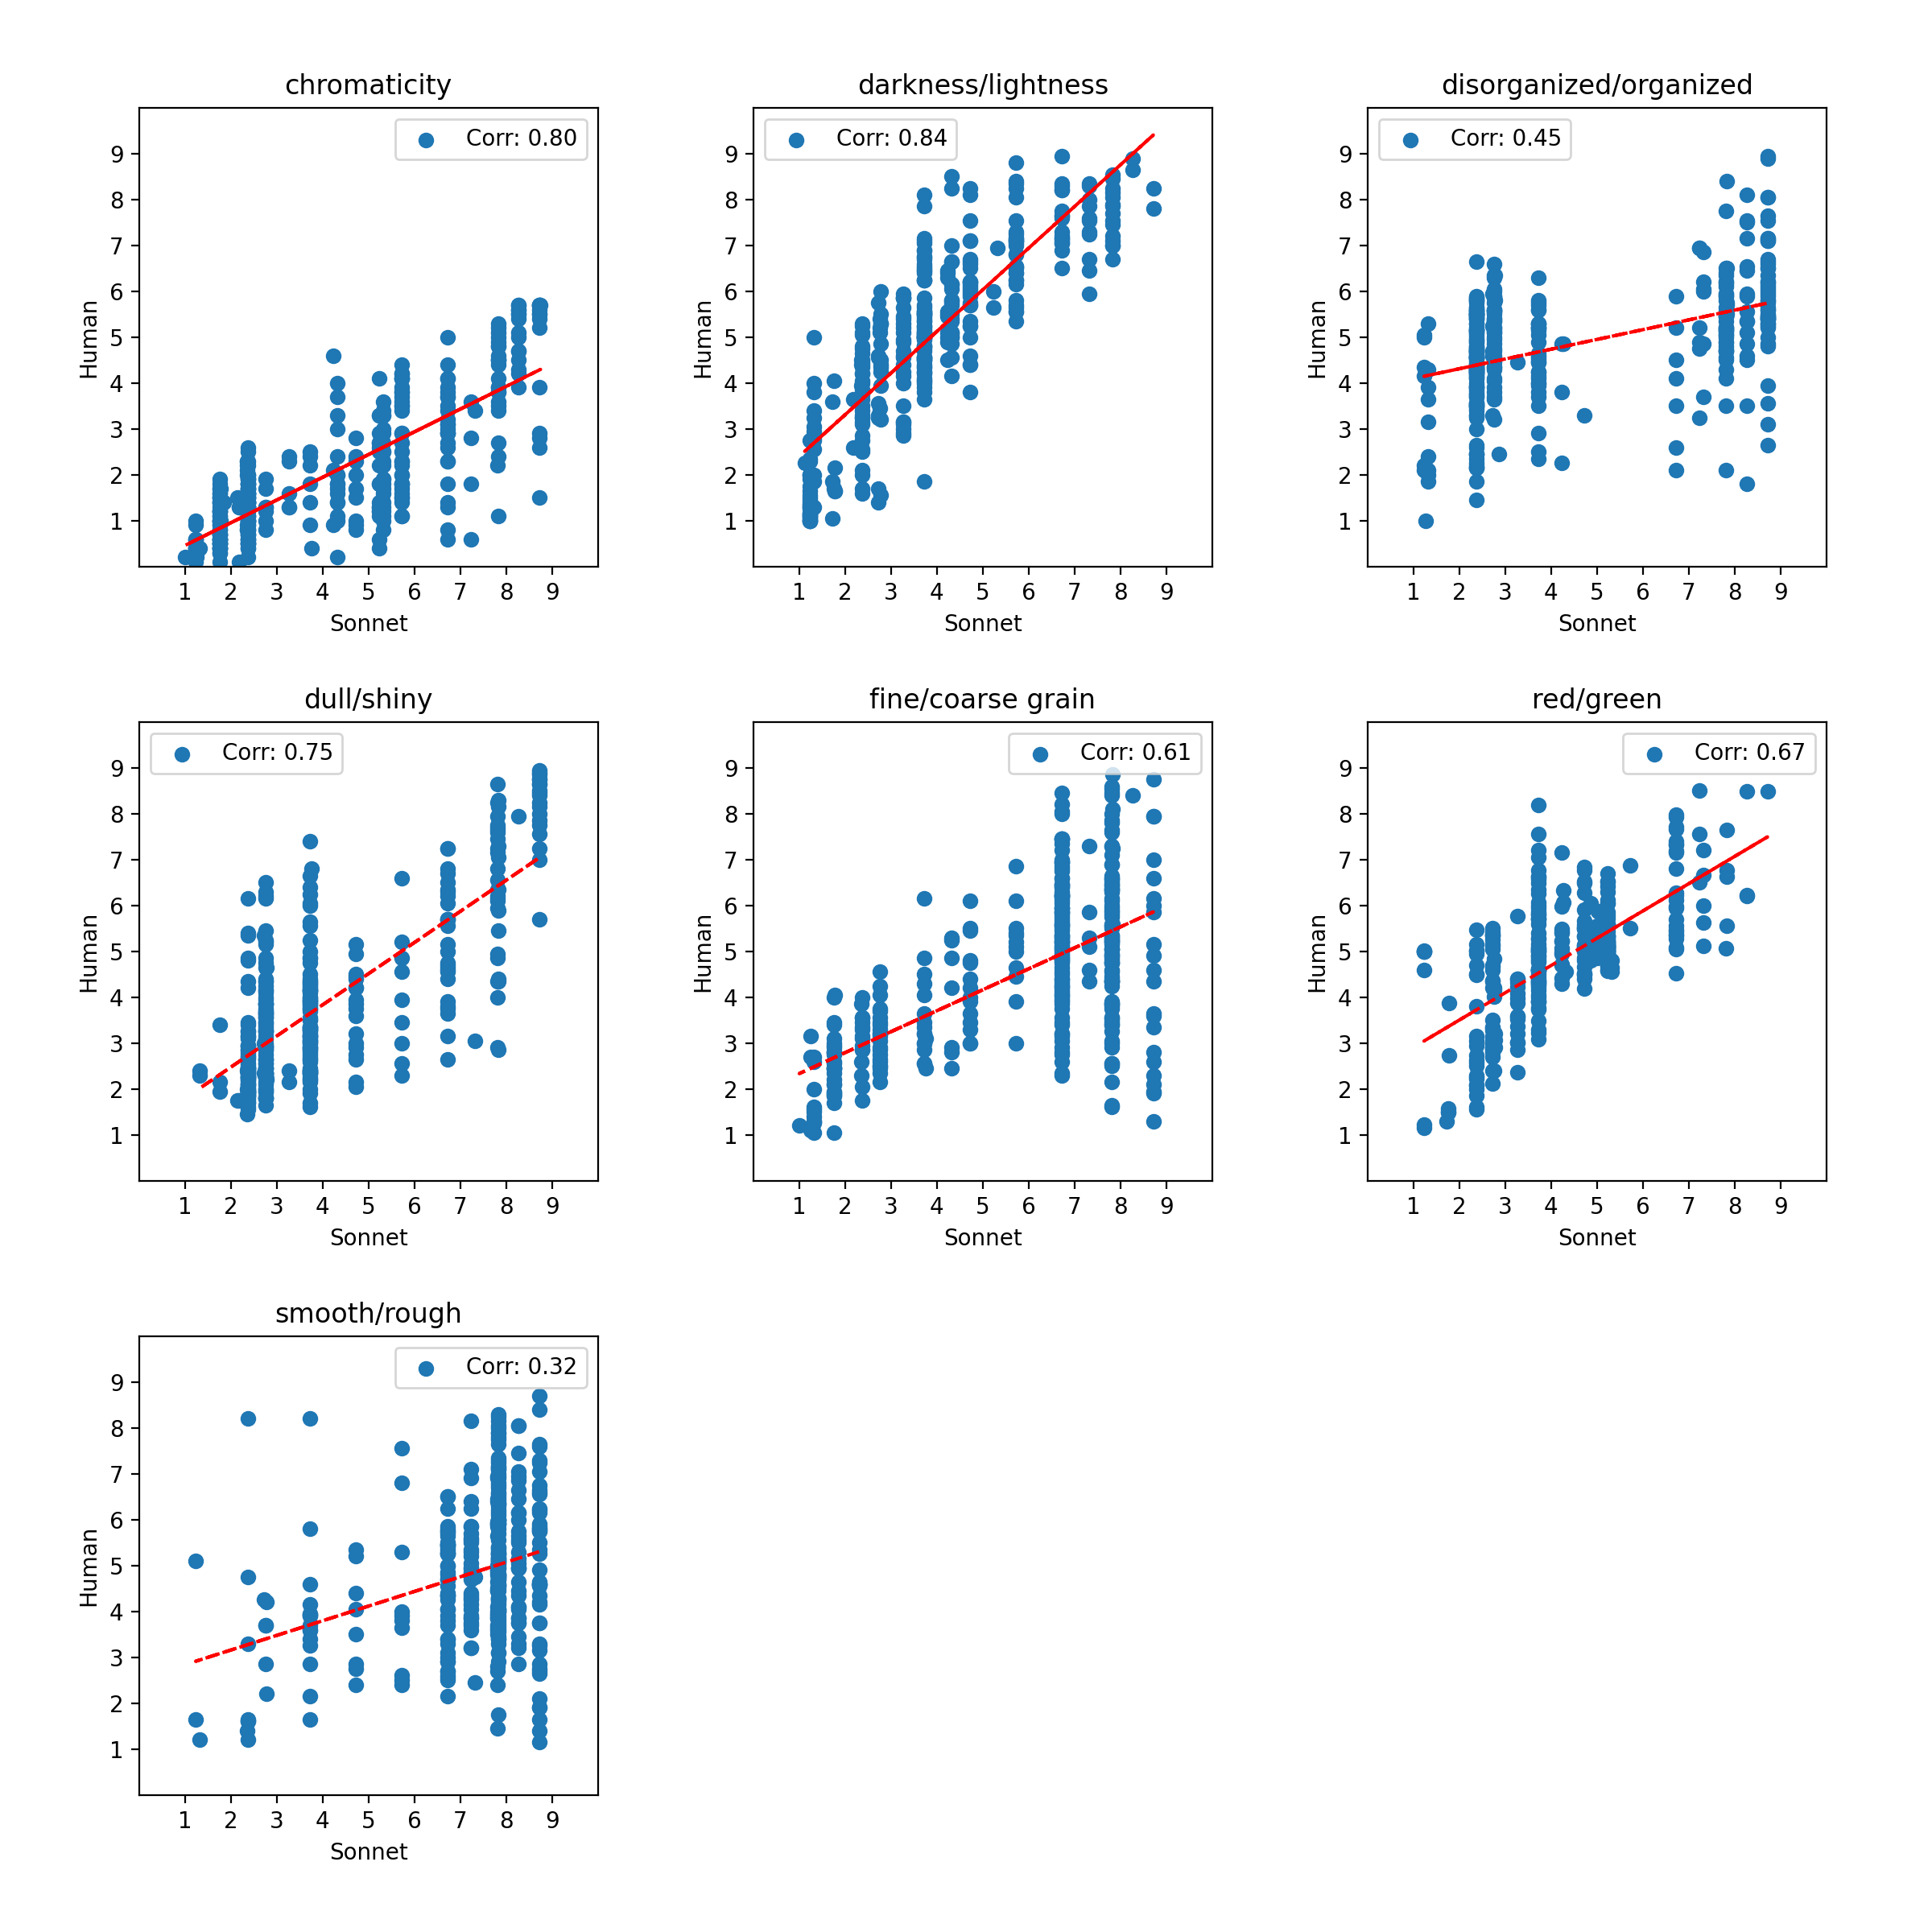 chromaticity
Corr: 0.80
9
8
7
6
5
4
3
2
1
Human
1 2 3 4 5 6 7 8 9
Sonnet
darkness/lightness
Corr: 0.84
9
8
7
6
5
4
3
2
1
Human
1 2 3 4 5 6 7 8 9
Sonnet
disorganized/organized
Corr: 0.45
9
8
7
6
5
4
3
2
1
Human
1 2 3 4 5 6 7 8 9
Sonnet
dull/shiny
Corr: 0.75
9
8
7
6
5
4
3
2
1
Human
1 2 3 4 5 6 7 8 9
Sonnet
fine/coarse grain
Corr: 0.61
9
8
7
6
5
4
3
2
1
Human
1 2 3 4 5 6 7 8 9
Sonnet
red/green
Corr: 0.67
9
8
7
6
5
4
3
2
1
Human
1 2 3 4 5 6 7 8 9
Sonnet
smooth/rough
Corr: 0.32
9
8
7
6
5
4
3
2
1
Human
1 2 3 4 5 6 7 8 9
Sonnet